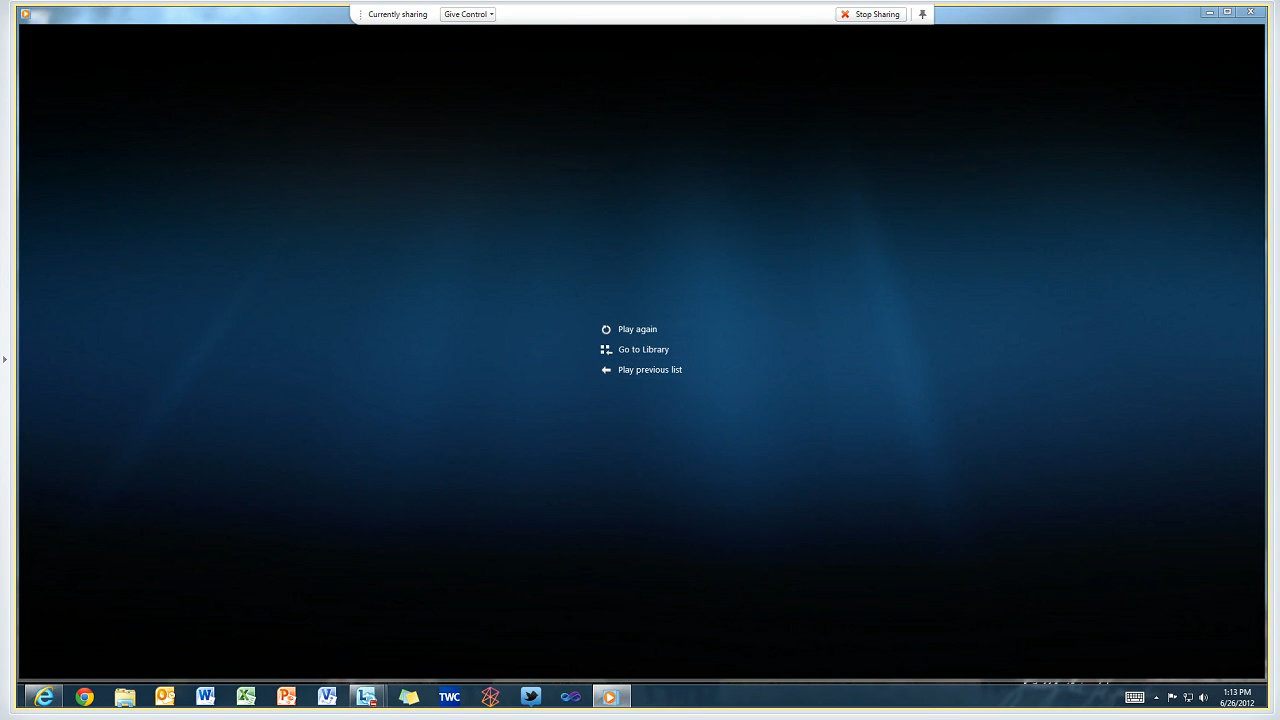 Currently sharing
Give Control
Stop Sharing
Play again
Go to Library
Play previous list
TWC
1:13 PM
6/26/2012